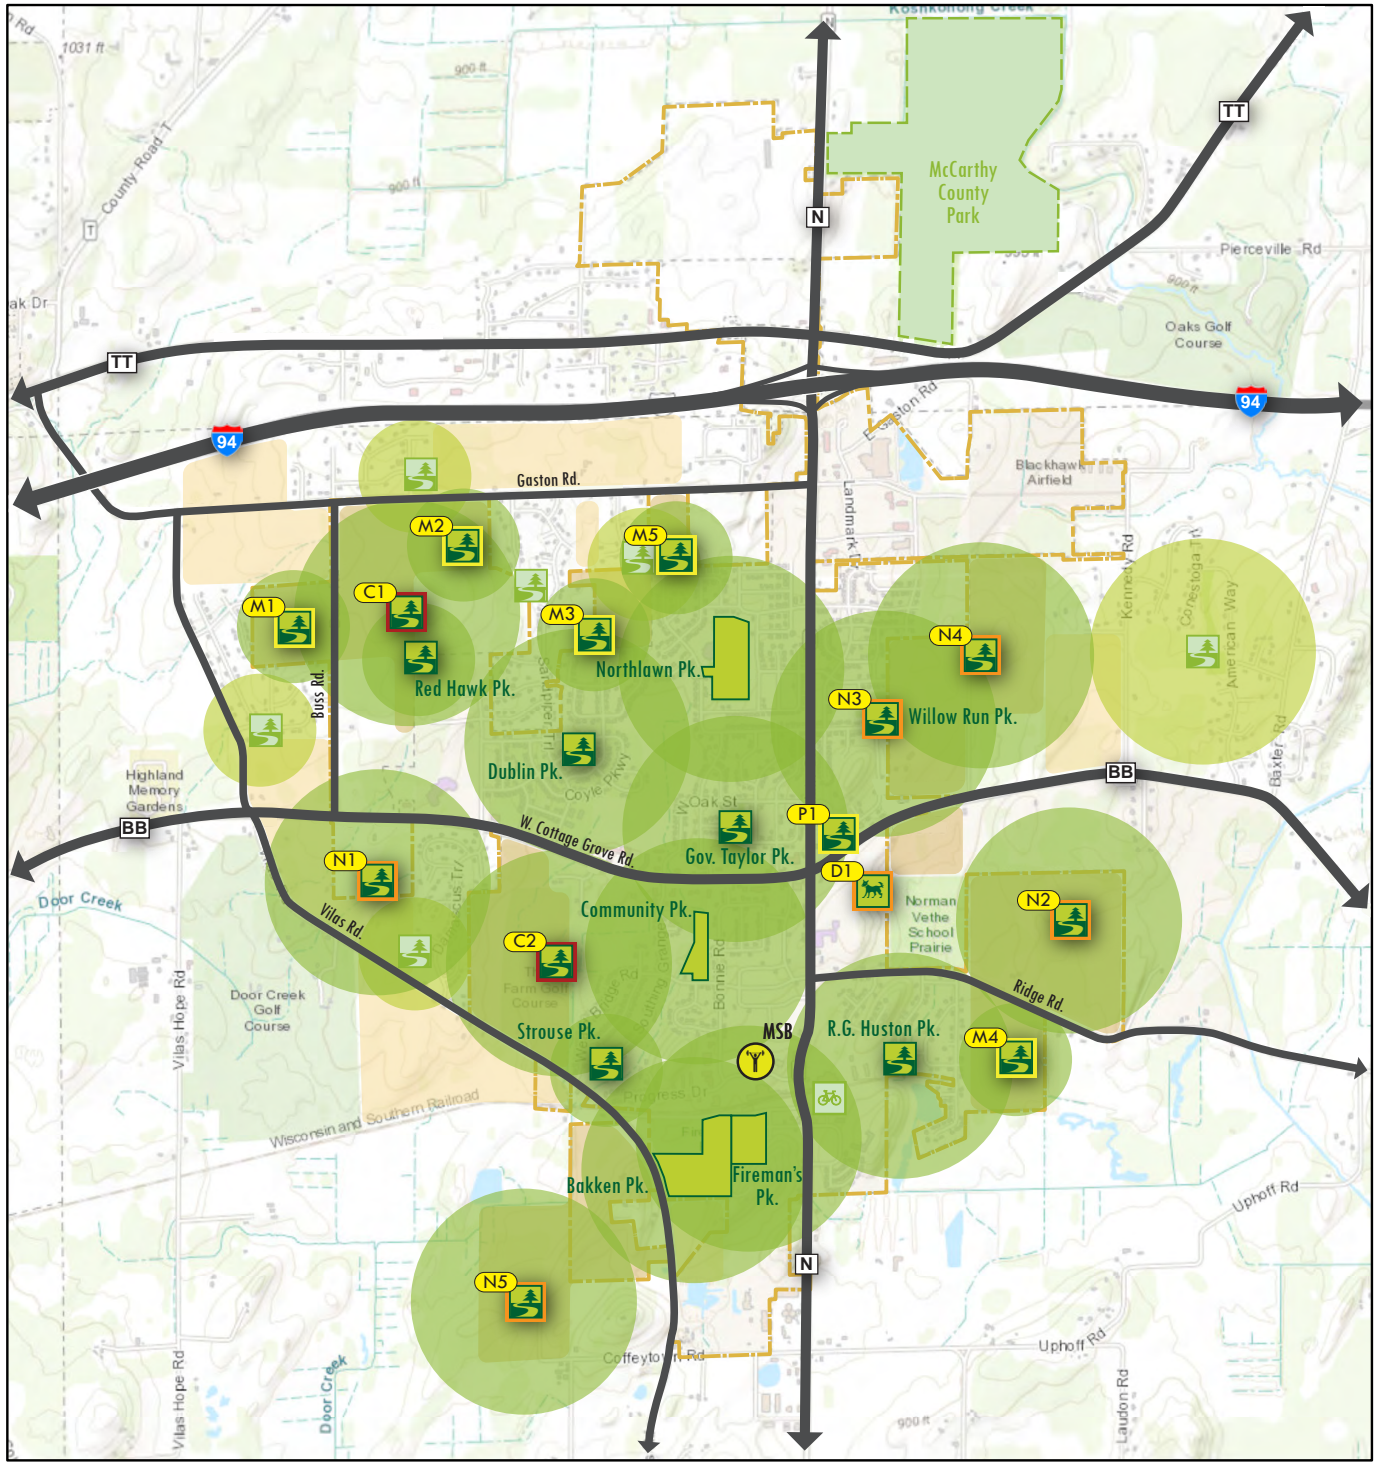 Koshkonong Creek
Rd
1031 ft
900 ft
TT
County Road T
T
900 ft
McCarthy
County
Park
N
Pierceville Rd
900 ft
ak Dr
Oaks Golf
Course
TT
94
94
E Gaston Rd
Blackhawk
Airfield
Gaston Rd.
Landmark Dr
M2
M5
Kennedy Rd
Conestoga Trl
American Way
C1
M1
M3
N4
Sandpiper Trl
Northlawn Pk.
Red Hawk Pk.
Buss Rd.
N3
Willow Run Pk.
Baxter Rd
Dublin Pk.
Coyle Pkwy
BB
Highland
Memory
Gardens
W Oak St
P1
BB
W. Cottage Grove Rd.
Gov. Taylor Pk.
N1
D1
Door Creek
Norman
Vethe
School
Prairie
N2
Community Pk.
Vilas Rd.
C2
Farm Golf
Course
Bonnie Rd
Vilas Hope Rd
Door Creek
Golf
Course
Ridge Rd.
Strouse Pk.
MSB
R.G. Huston Pk.
M4
Progress Dr
Wisconsin and Southern Railroad
Bakken Pk.
Fireman's
Pk.
Uphoff Rd
N
N5
Coffeytown Rd
Uphoff Rd
Vilas Hope Rd
Door Creek
Laudon Rd
900 ft